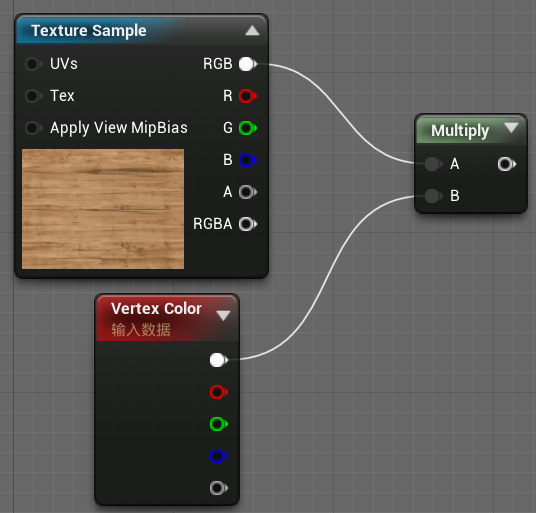 Texture Sample
UVs
RGB
Tex
R
Apply View MipBias
G
B
A
RGBA
Multiply
A
B
Vertex Color
输入数据